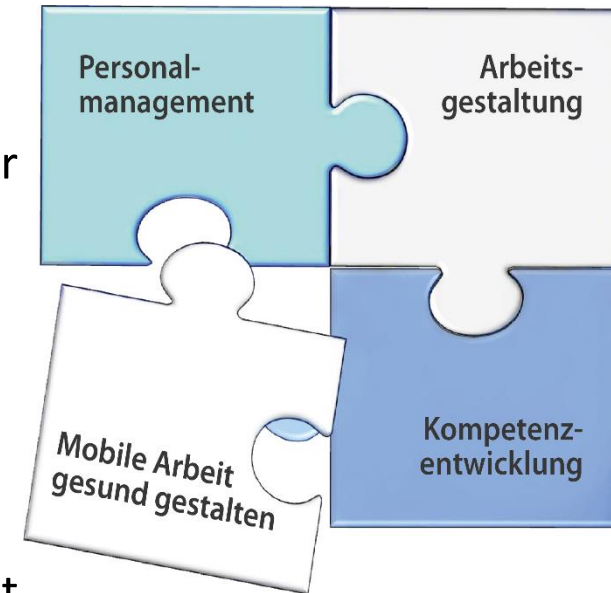 Personal-
management
Arbeits-
gestaltung
r
Mobile Arbeit
gesund gestalten
Kompetenz-
entwicklung
t